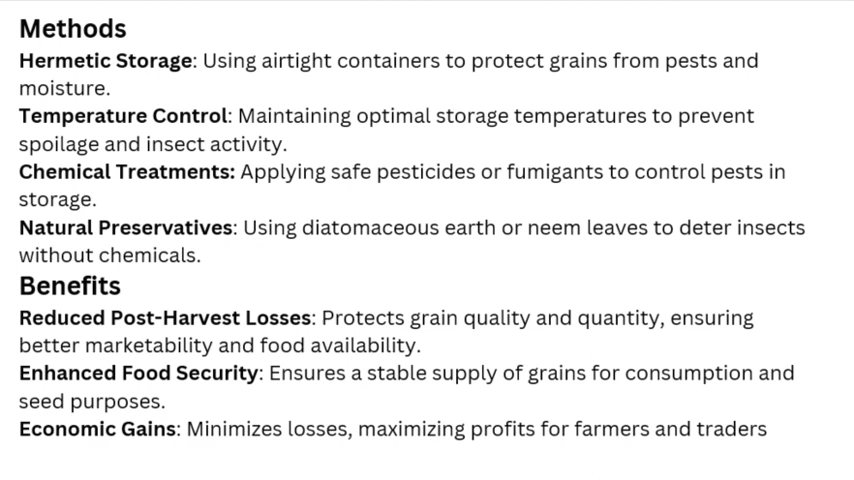 Methods
Hermetic Storage: Using airtight containers to protect grains from pests and
moisture.
Temperature Control: Maintaining optimal storage temperatures to prevent
spoilage and insect activity.
Chemical Treatments: Applying safe pesticides or fumigants to control pests in
storage.
Natural Preservatives: Using diatomaceous earth or neem leaves to deter insects
without chemicals.
Benefits
Reduced Post-Harvest Losses: Protects grain quality and quantity, ensuring
better marketability and food availability.
Enhanced Food Security: Ensures a stable supply of grains for consumption and
seed purposes.
Economic Gains: Minimizes losses, maximizing profits for farmers and traders